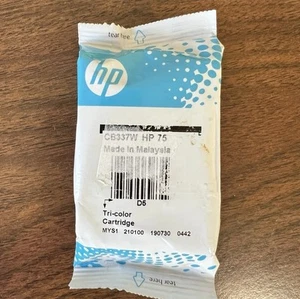 tear here
hp
CB337W HP 75
Made in Malaysia
D5
Tri-color
Cartridge
MYS1 210100 190730 0442
tear here